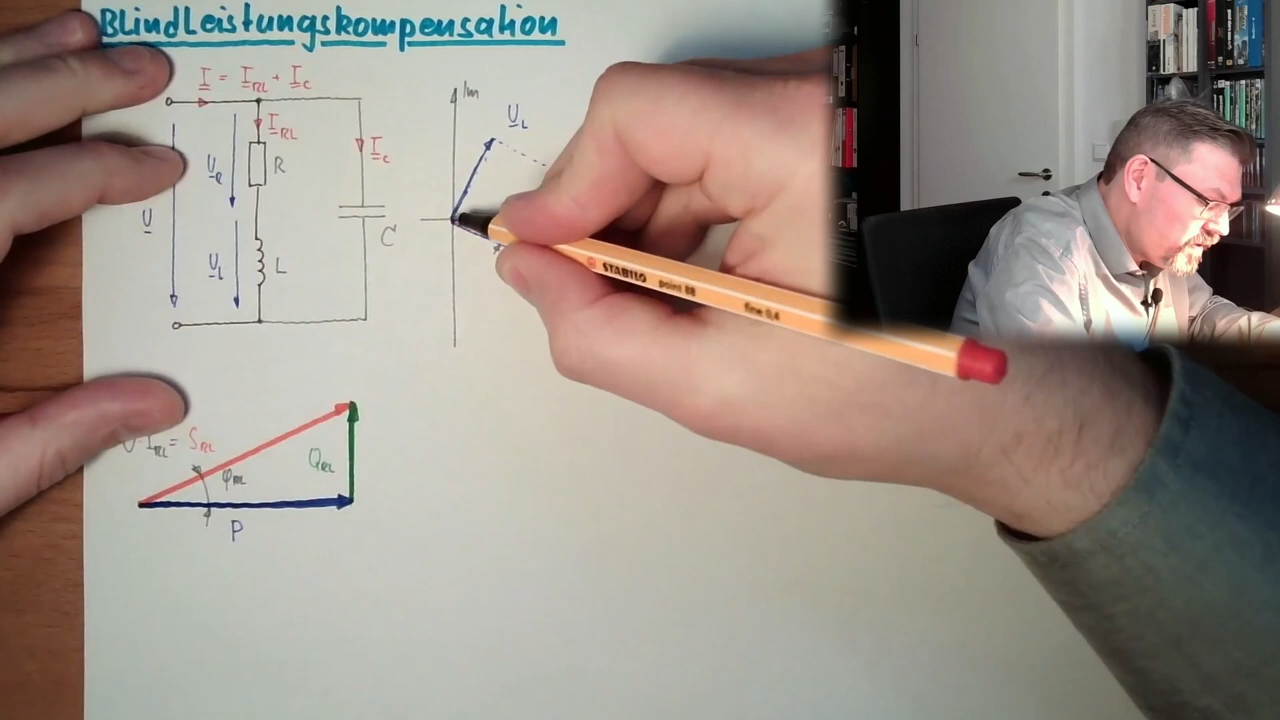 Blindleistungskompensation
I = I_RL + I_C
I_RL
I_C
U_R
R
U
U_L
L
C
Im
U_L
STABILO point 88 fine 0,4
I_RL = S_RL
φ_RL
Q_RL
P